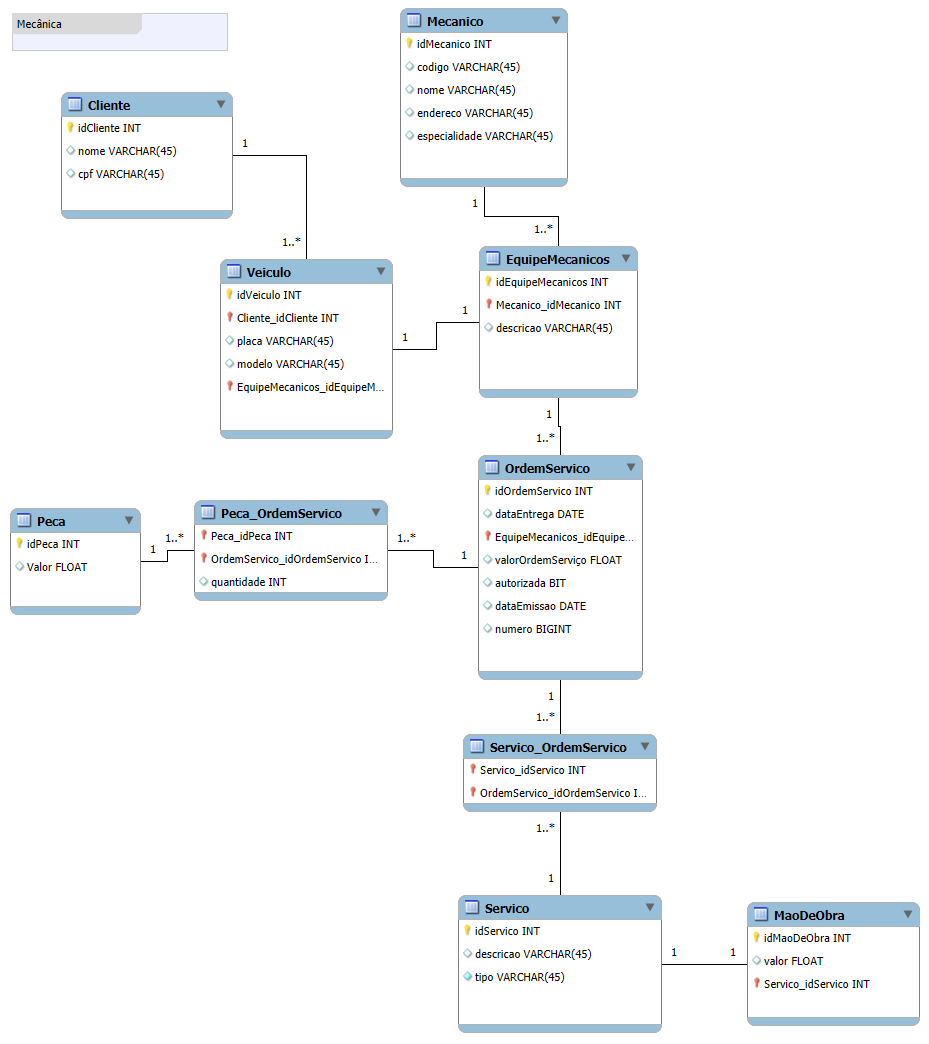 Mecânica
Mecanico
idMecanico INT
codigo VARCHAR(45)
nome VARCHAR(45)
endereco VARCHAR(45)
especialidade VARCHAR(45)
Cliente
idCliente INT
nome VARCHAR(45)
cpf VARCHAR(45)
1
1..*
1
1..*
Veiculo
idVeiculo INT
Cliente_idCliente INT
placa VARCHAR(45)
modelo VARCHAR(45)
EquipeMecanicos_idEquipeM...
1
1
EquipeMecanicos
idEquipeMecanicos INT
Mecanico_idMecanico INT
descricao VARCHAR(45)
1
1..*
OrdemServico
idOrdemServico INT
dataEntrega DATE
EquipeMecanicos_idEquipe...
valorOrdemServiço FLOAT
autorizada BIT
dataEmissao DATE
numero BIGINT
Peca
idPeca INT
Valor FLOAT
1
1..*
Peca_OrdemServico
Peca_idPeca INT
OrdemServico_idOrdemServico I...
quantidade INT
1..*
1
1
1..*
Servico_OrdemServico
Servico_idServico INT
OrdemServico_idOrdemServico I...
1..*
1
Servico
idServico INT
descricao VARCHAR(45)
tipo VARCHAR(45)
1
1
MaoDeObra
idMaoDeObra INT
valor FLOAT
Servico_idServico INT